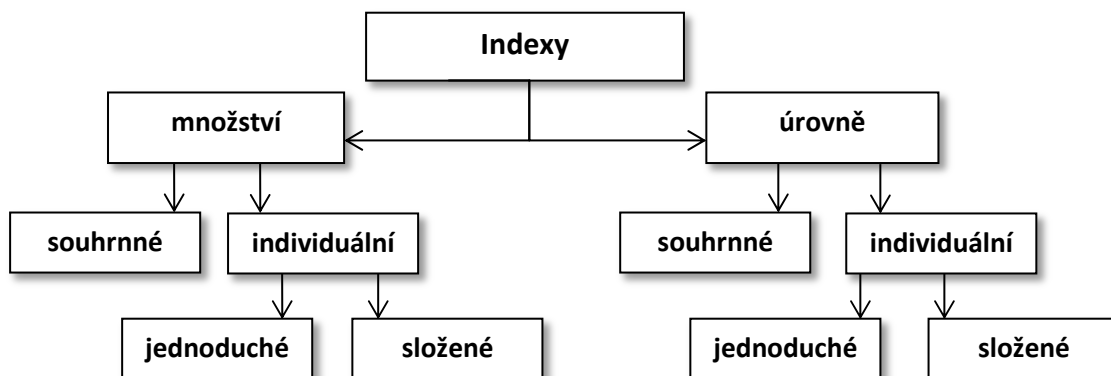 Indexy
množství
úrovně
souhrnné
individuální
souhrnné
individuální
jednoduché
složené
jednoduché
složené